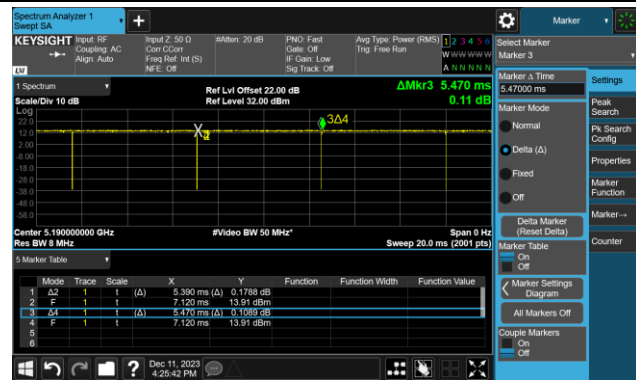 Spectrum Analyzer 1
Swept SA
Marker
KEYSIGHT
Input: RF
Coupling: AC
Align: Auto
Input Z: 50 Ω
Corr CCorr
Freq Ref: Int (S)
NFE: Off
#Atten: 20 dB
PNO: Fast
Gate: Off
IF Gain: Low
Sig Track: Off
Avg Type: Power (RMS)
Trig: Free Run
1 2 3 4 5 6
W W W W W W
A N N N N N
LXI
1 Spectrum
Scale/Div 10 dB
Ref Lvl Offset 22.00 dB
Ref Level 32.00 dBm
ΔMkr3 5.470 ms
0.11 dB
Log
22.0
12.0
2.00
-8.00
-18.0
-28.0
-38.0
-48.0
-58.0
3Δ4
Center 5.190000000 GHz
Res BW 8 MHz
#Video BW 50 MHz*
Span 0 Hz
Sweep 20.0 ms (2001 pts)
5 Marker Table
Mode Trace Scale X Y Function Function Width Function Value
1 Δ2 1 t (Δ) 5.390 ms (Δ) 0.1788 dB
2 F 1 t 7.120 ms 13.91 dBm
3 Δ4 1 t (Δ) 5.470 ms (Δ) 0.1089 dB
4 F 1 t 7.120 ms 13.91 dBm
5
6
?
Dec 11, 2023
4:25:42 PM
Select Marker
Marker 3
Marker Δ Time
5.47000 ms
Marker Mode
Normal
Delta (Δ)
Fixed
Off
Delta Marker
(Reset Delta)
Marker Table
On
Off
Marker Settings
Diagram
All Markers Off
Couple Markers
On
Off
Settings
Peak
Search
Pk Search
Config
Properties
Marker
Function
Marker→
Counter